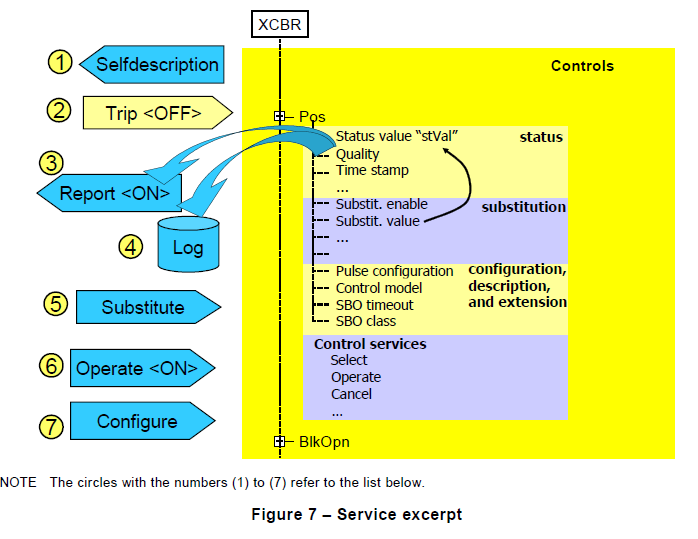 XCBR
Controls
1 Selfdescription
2 Trip <OFF>
3 Report <ON>
4 Log
5 Substitute
6 Operate <ON>
7 Configure
Pos
Status value “stVal” status
Quality
Time stamp
...
Substit. enable substitution
Substit. value
...
Pulse configuration configuration,
Control model description,
SBO timeout and extension
SBO class
Control services
Select
Operate
Cancel
...
BlkOpn
NOTE The circles with the numbers (1) to (7) refer to the list below.
Figure 7 – Service excerpt